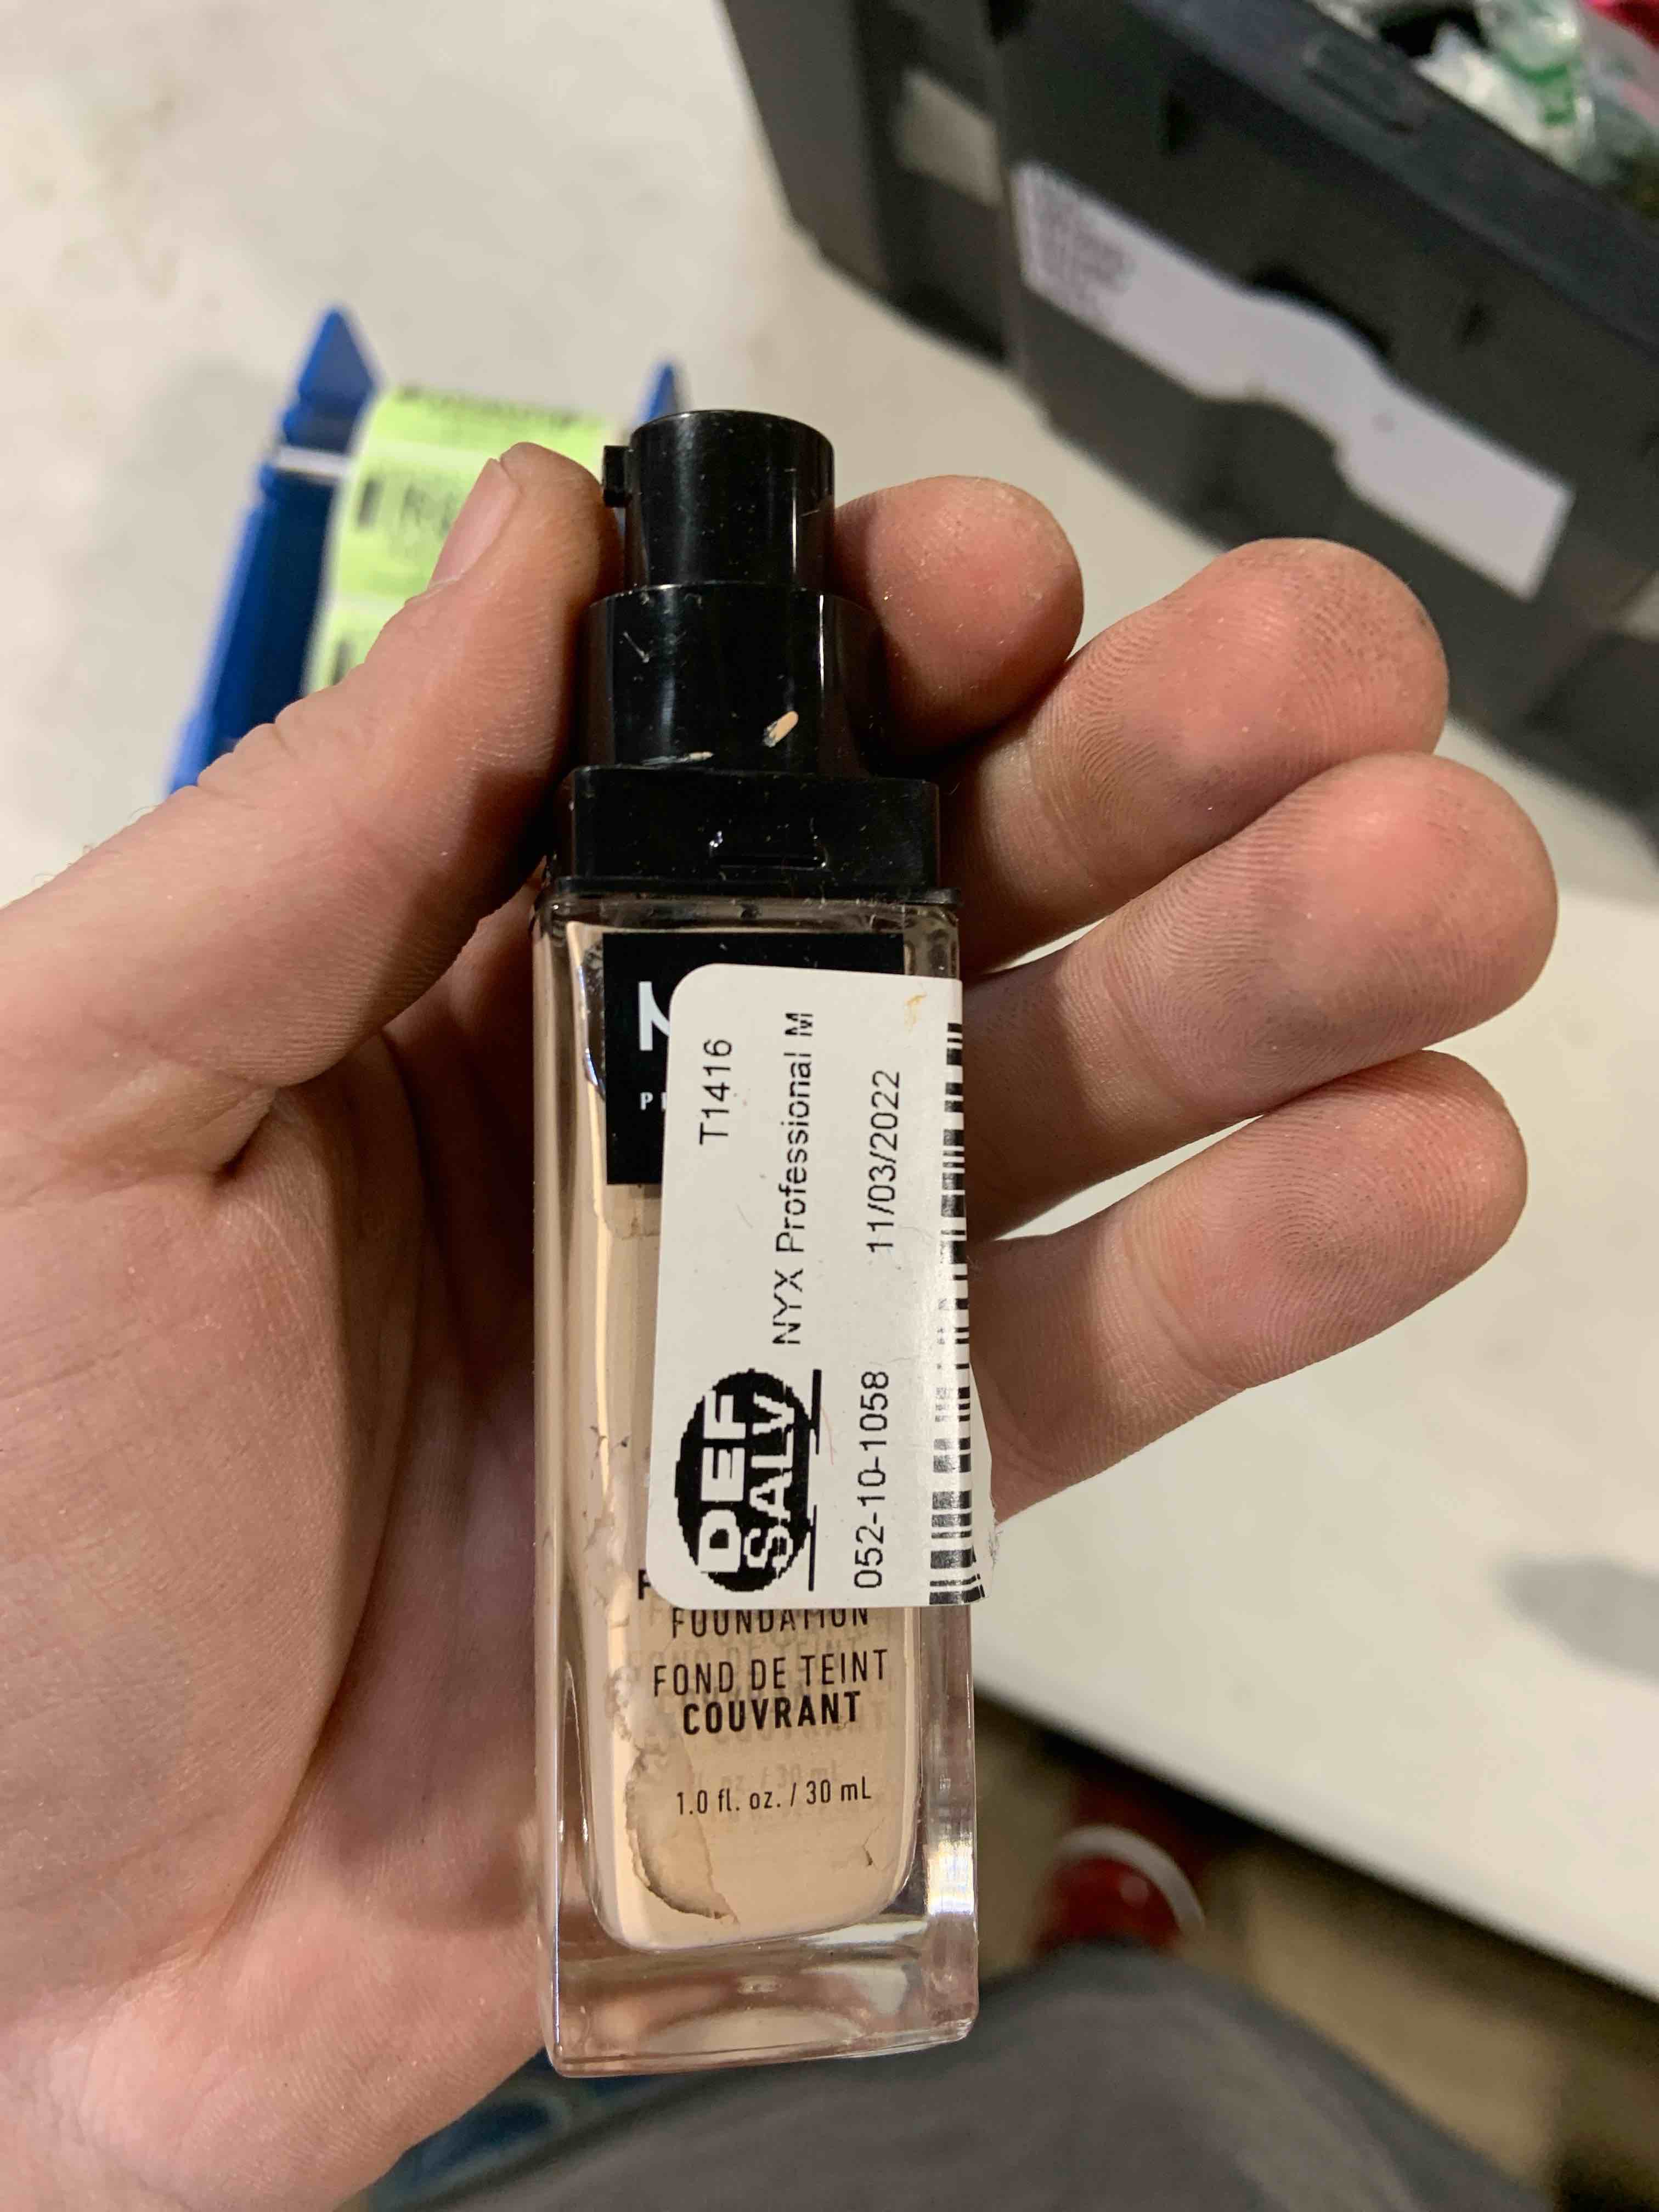 T1416
NYX Professional M
DEF
SALV
052-10-1058 11/03/2022
FOUNDATION
FOND DE TEINT
COUVRANT
1.0 fl. oz. / 30 mL